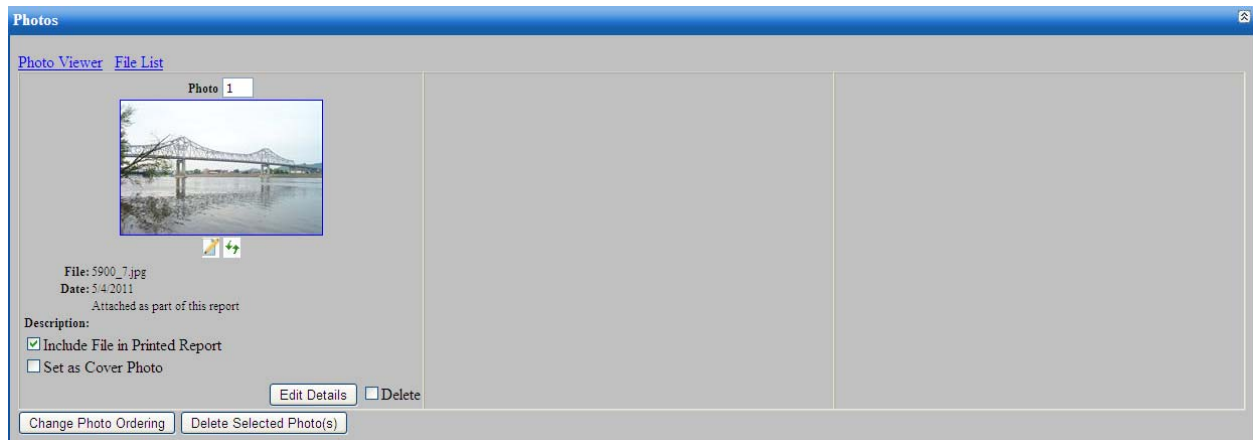 Photos
Photo Viewer File List
Photo 1
File: 5900_7.jpg
Date: 5/4/2011
Attached as part of this report
Description:
Include File in Printed Report
Set as Cover Photo
Edit Details Delete
Change Photo Ordering Delete Selected Photo(s)